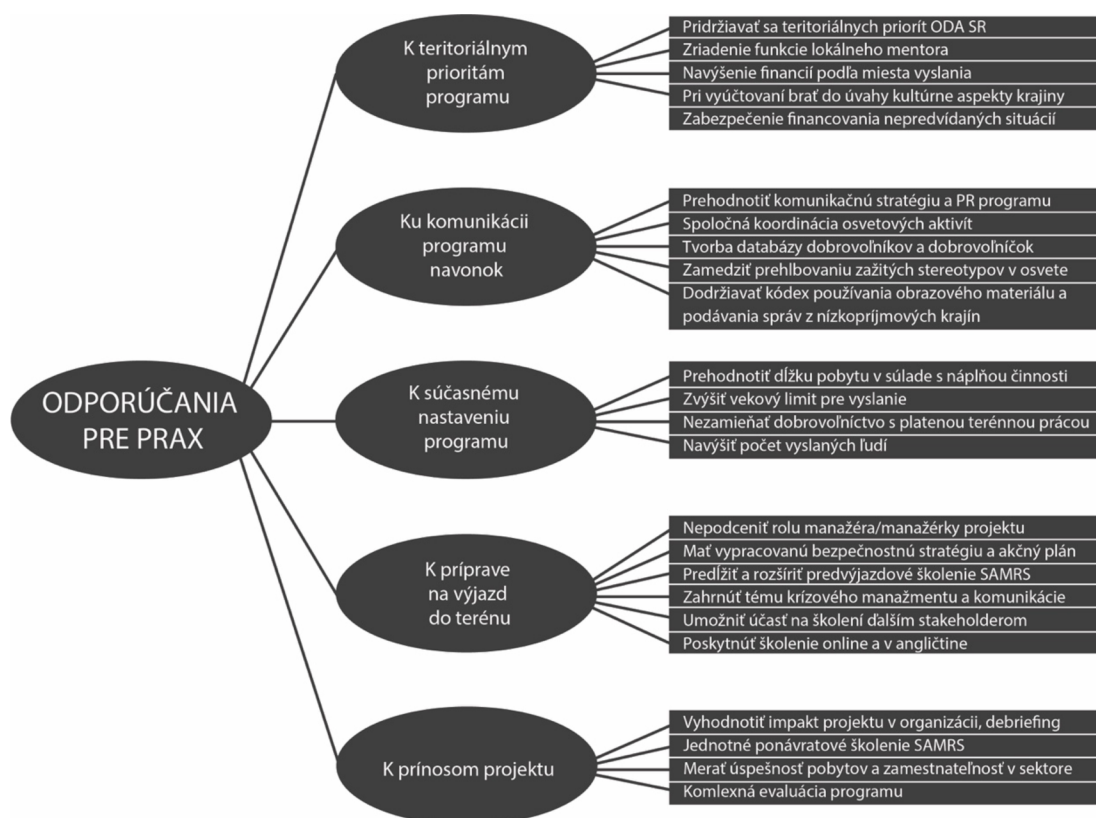 ODPORÚČANIA
PRE PRAX
K teritoriálnym
prioritám
programu
Pridržiavať sa teritoriálnych priorít ODA SR
Zriadenie funkcie lokálneho mentora
Navýšenie financií podľa miesta vyslania
Pri vyúčtovaní brať do úvahy kultúrne aspekty krajiny
Zabezpečenie financovania nepredvídaných situácií
Ku komunikácii
programu
navonok
Prehodnotiť komunikačnú stratégiu a PR programu
Spoločná koordinácia osvetových aktivít
Tvorba databázy dobrovoľníkov a dobrovoľníčok
Zamedziť prehlbovaniu zažitých stereotypov v osvete
Dodržiavať kódex používania obrazového materiálu a
podávania správ z nízkopríjmových krajín
K súčasnému
nastaveniu
programu
Prehodnotiť dĺžku pobytu v súlade s náplňou činnosti
Zvýšiť vekový limit pre vyslanie
Nezamieňať dobrovoľníctvo s platenou terénnou prácou
Navýšiť počet vyslaných ľudí
K príprave
na výjazd
do terénu
Nepodceniť rolu manažéra/manažérky projektu
Mať vypracovanú bezpečnostnú stratégiu a akčný plán
Predĺžiť a rozšíriť predvýjazdové školenie SAMRS
Zahrnúť tému krízového manažmentu a komunikácie
Umožniť účasť na školení ďalším stakeholderom
Poskytnúť školenie online a v angličtine
K prínosom projektu
Vyhodnotiť impakt projektu v organizácii, debriefing
Jednotné ponávratové školenie SAMRS
Merať úspešnosť pobytov a zamestnateľnosť v sektore
Komlexná evaluácia programu